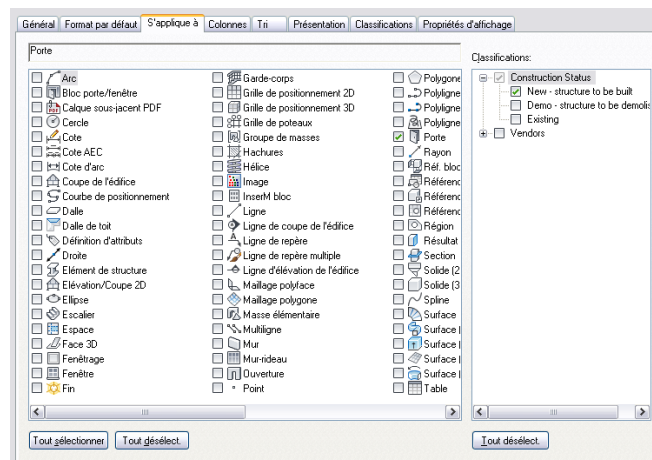 Général Format par défaut S'applique à Colonnes Tri Présentation Classifications Propriétés d'affichage
Porte
Classifications:
Arc
Bloc porte/fenêtre
Calque sous-jacent PDF
Cercle
Cote
Cote AEC
Cote d'arc
Coupe de l'édifice
Courbe de positionnement
Dalle
Dalle de toit
Définition d'attributs
Droite
Elément de structure
Elévation/Coupe 2D
Ellipse
Escalier
Espace
Face 3D
Fenêtrage
Fenêtre
Fin
Garde-corps
Grille de positionnement 2D
Grille de positionnement 3D
Grille de poteaux
Groupe de masses
Hachures
Hélice
Image
InserM bloc
Ligne
Ligne de coupe de l'édifice
Ligne de repère
Ligne de repère multiple
Ligne d'élévation de l'édifice
Maillage polyface
Maillage polygone
Masse élémentaire
Multiligne
Mur
Mur-rideau
Ouverture
Point
Polygone
Polyligne
Polyligne
Polyligne
Porte
Rayon
Réf. bloc
Référenc
Référenc
Référenc
Région
Résultat
Section
Solide (2
Solide (3
Spline
Surface
Surface (
Surface (
Surface (
Surface (
Table
Construction Status
New - structure to be built
Demo - structure to be demolis
Existing
Vendors
Tout sélectionner
Tout désélect.
Tout désélect.